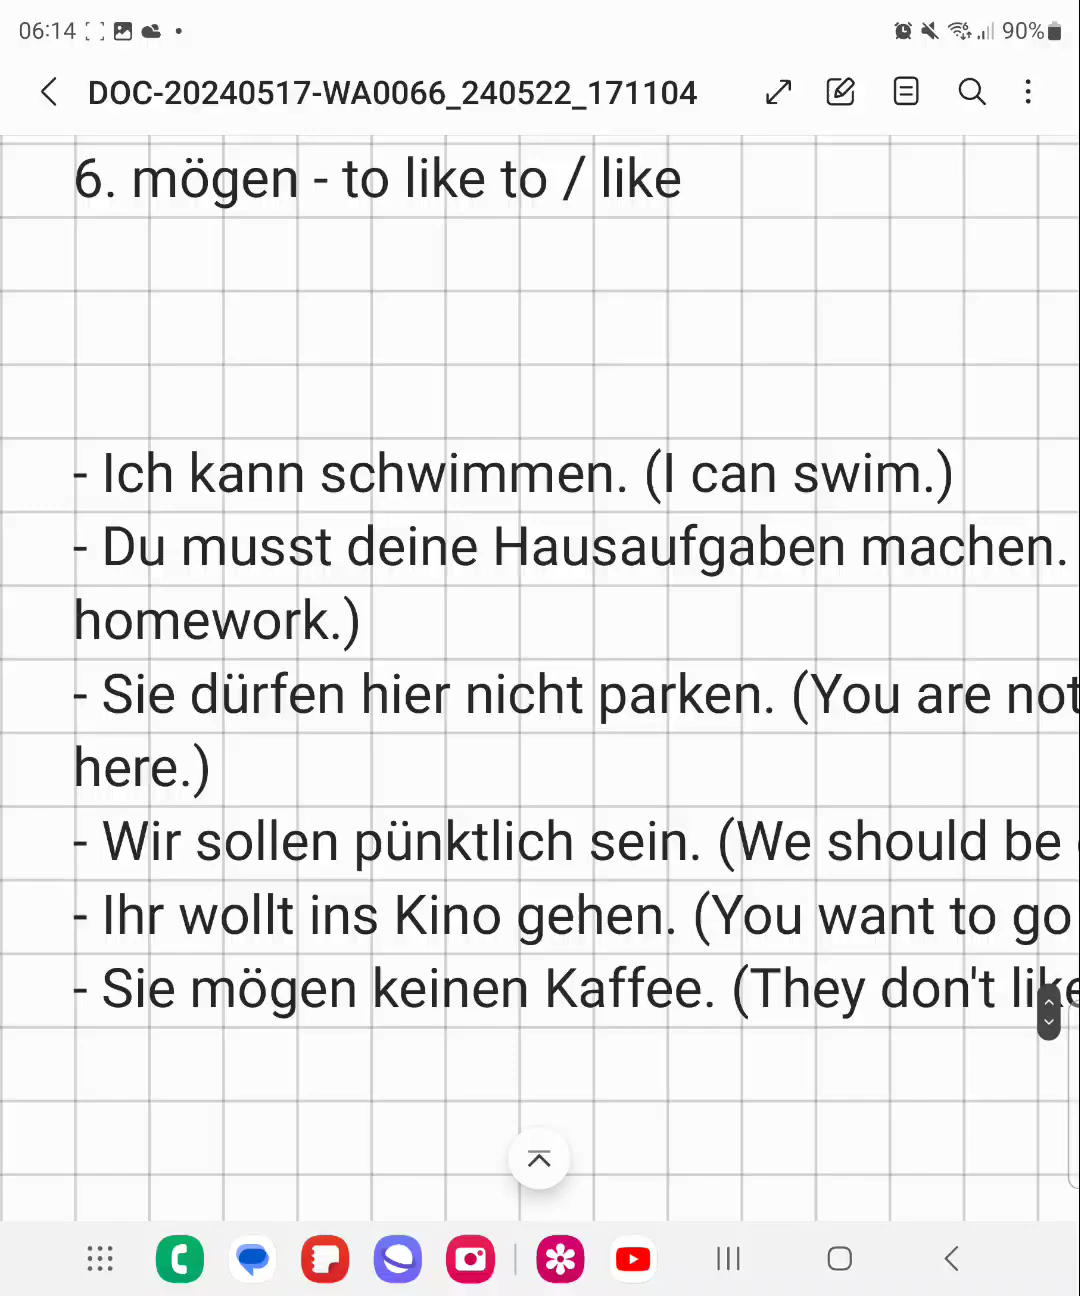 06:14 90%
DOC-20240517-WA0066_240522_171104
6. mögen - to like to / like
- Ich kann schwimmen. (I can swim.)
- Du musst deine Hausaufgaben machen.
homework.)
- Sie dürfen hier nicht parken. (You are not
here.)
- Wir sollen pünktlich sein. (We should be
- Ihr wollt ins Kino gehen. (You want to go
- Sie mögen keinen Kaffee. (They don't like